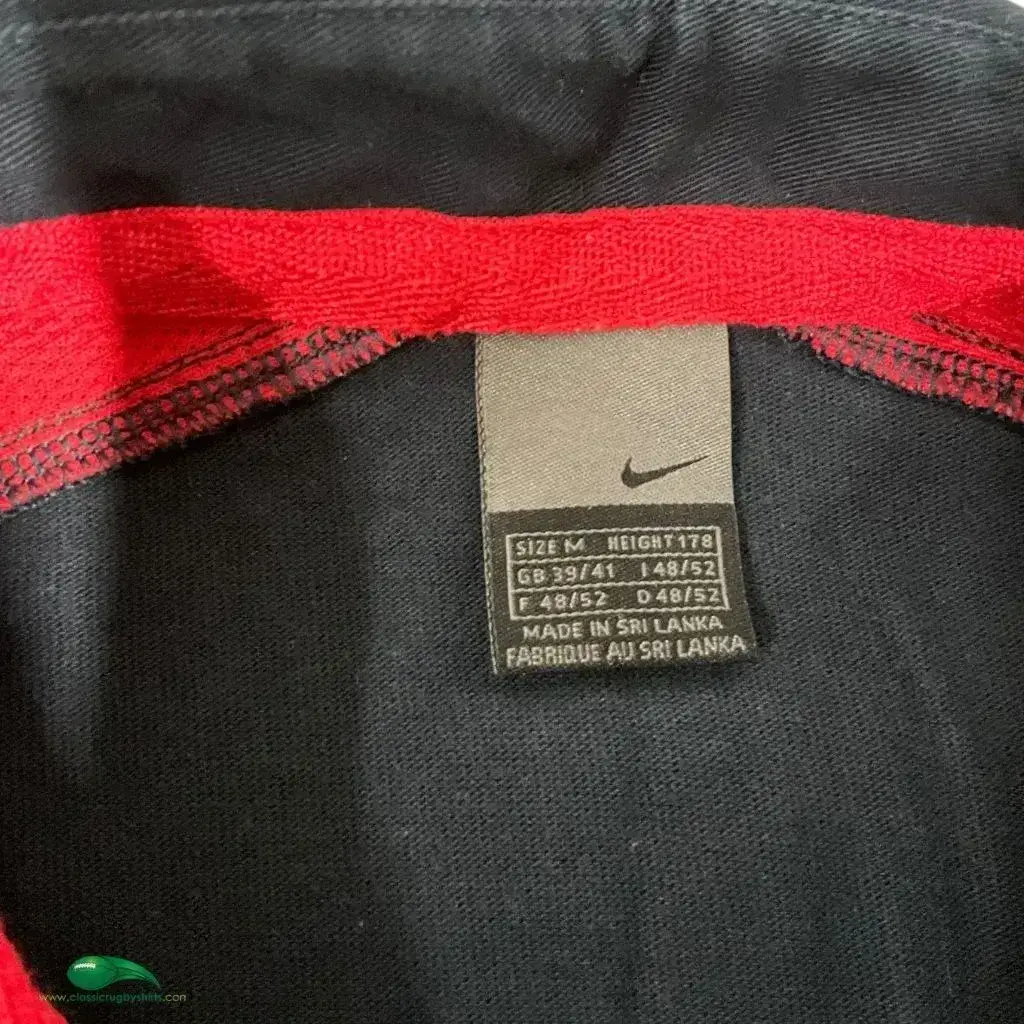 SIZE M HEIGHT 178
GB 39/41 I 48/52
F 48/52 D 48/52
MADE IN SRI LANKA
FABRIQUE AU SRI LANKA
www.classicrugbyshirts.com